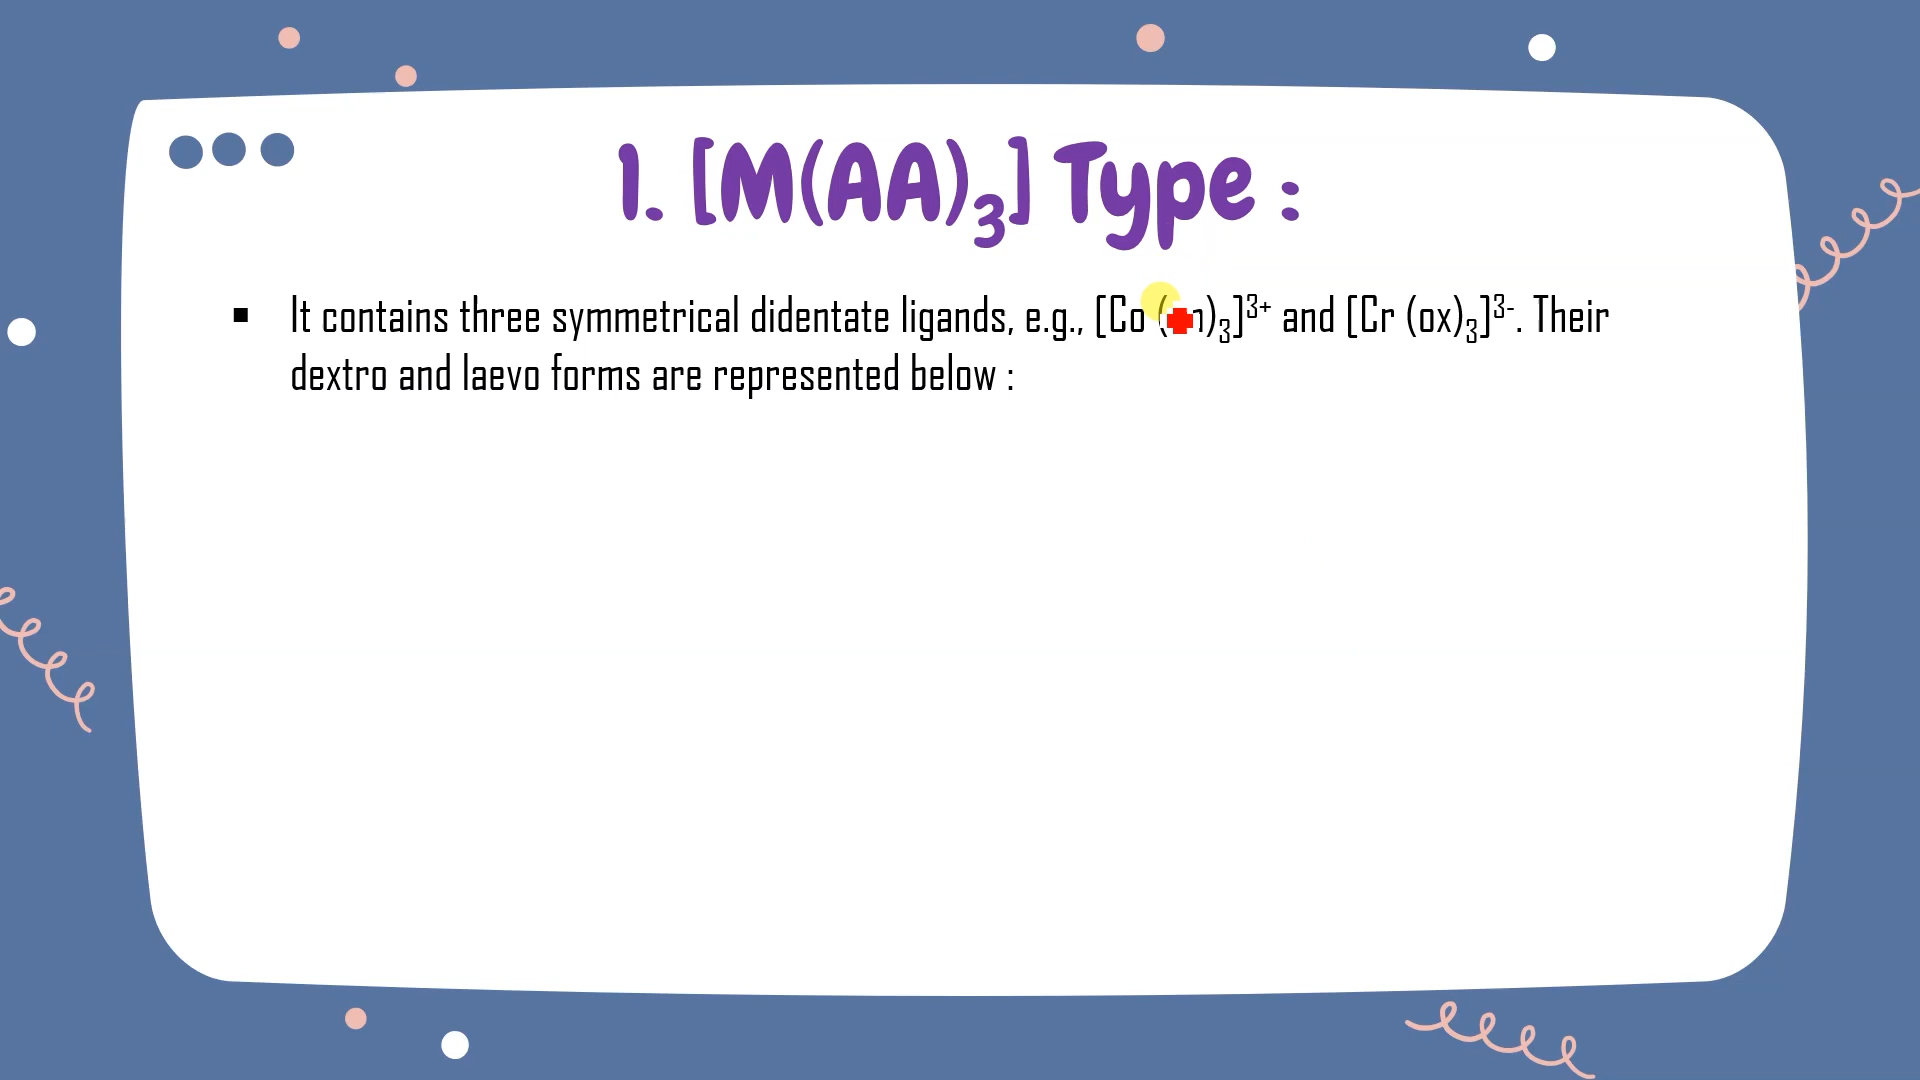 1. [M(AA)₃] Type :
▪ It contains three symmetrical didentate ligands, e.g., [Co ( n)₃]³⁺ and [Cr (ox)₃]³⁻. Their
dextro and laevo forms are represented below :